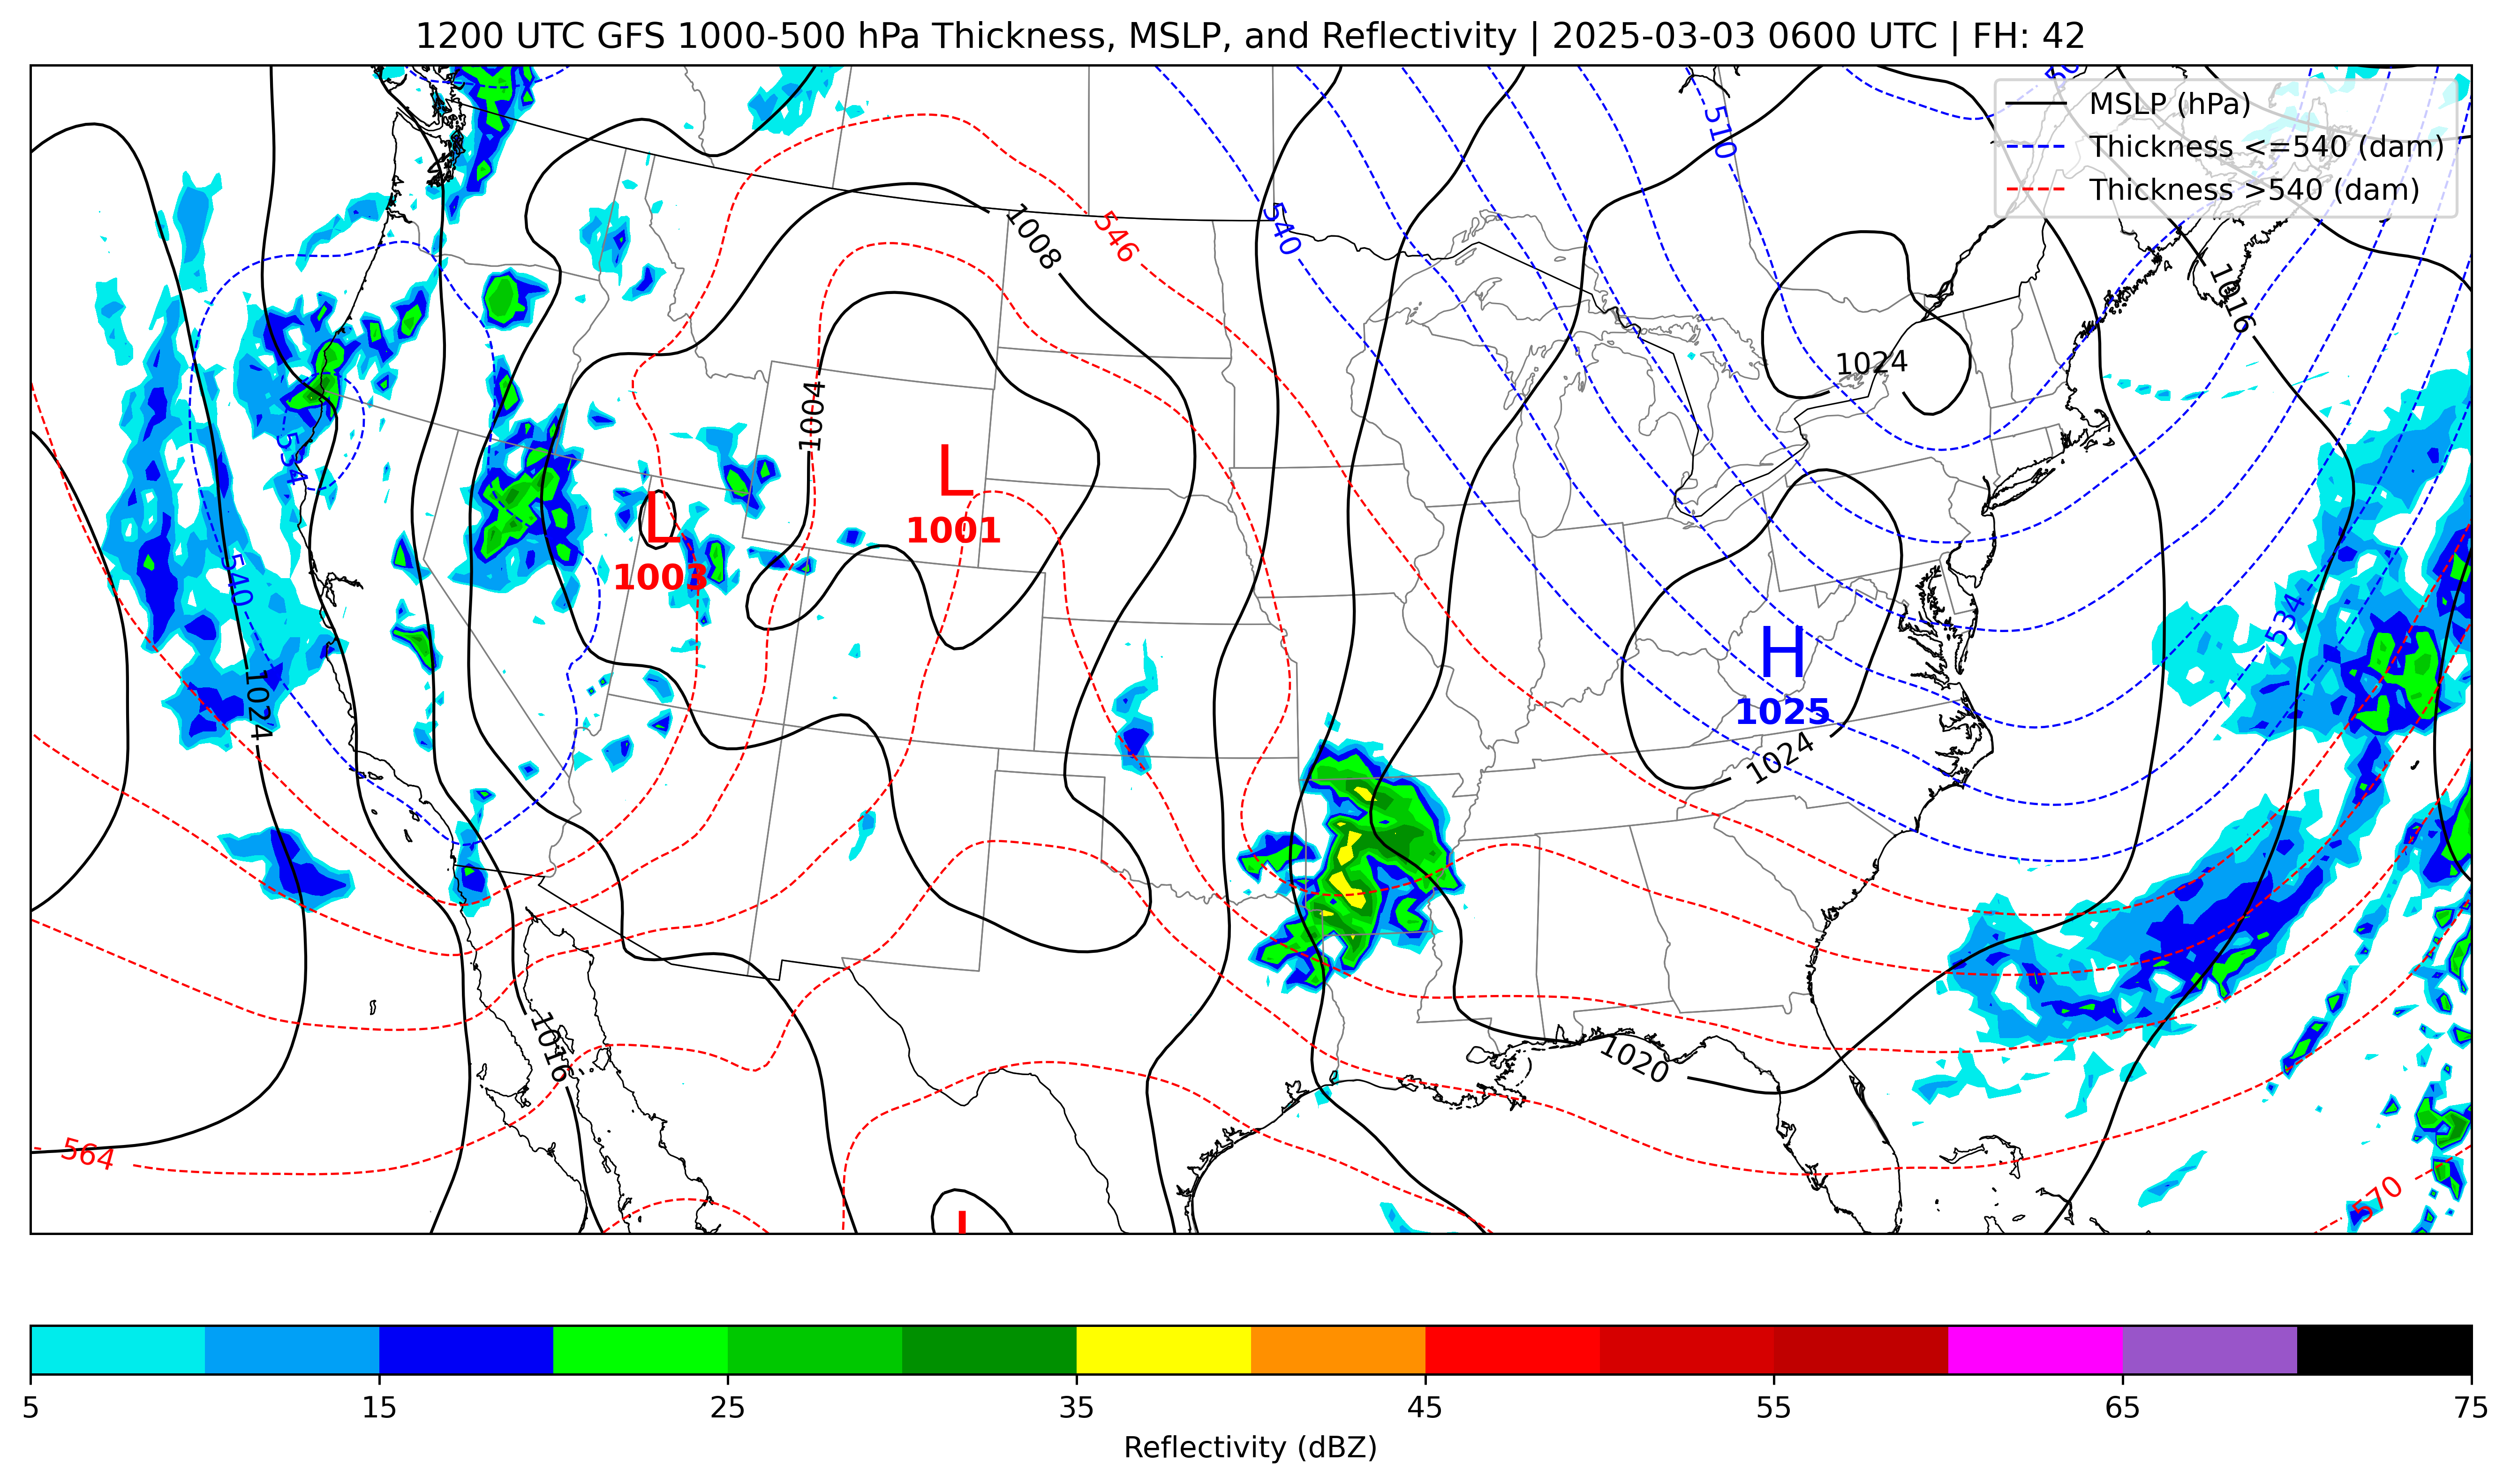 1200 UTC GFS 1000-500 hPa Thickness, MSLP, and Reflectivity | 2025-03-03 0600 UTC | FH: 42
MSLP (hPa)
Thickness <=540 (dam)
Thickness >540 (dam)
510
540
546
1008
1016
1024
1004
L
1001
L
1003
534
540
534
H
1025
1024
1024
1016
1020
564
570
5 15 25 35 45 55 65 75
Reflectivity (dBZ)